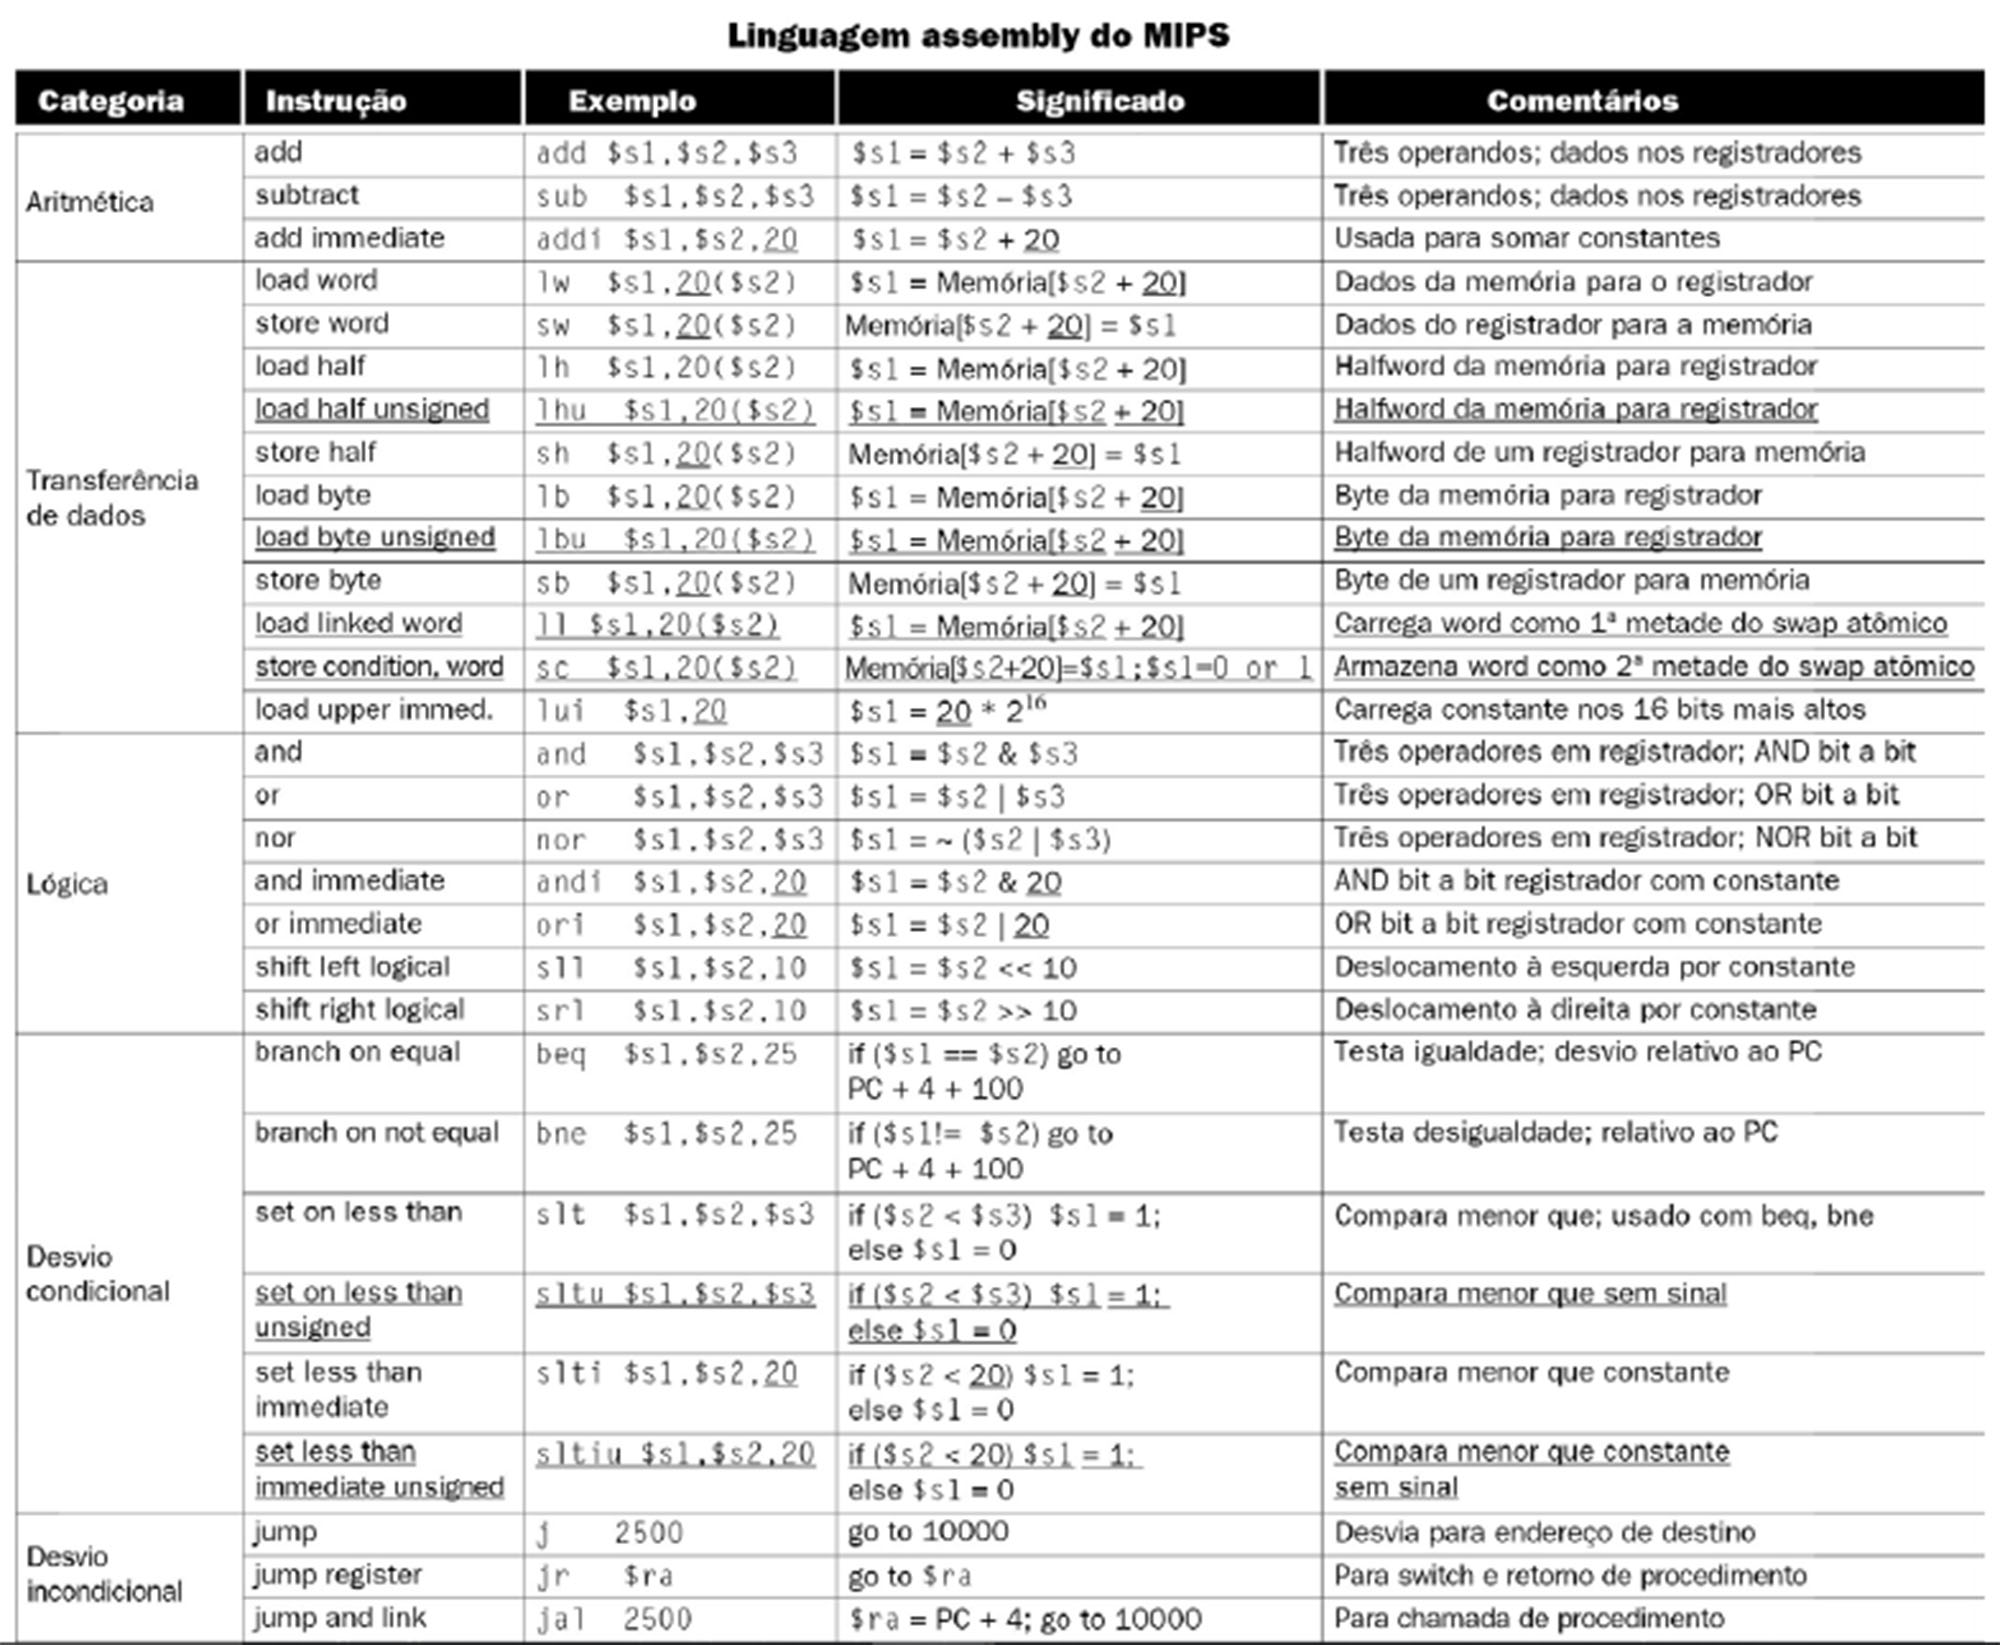 Linguagem assembly do MIPS
Categoria Instrução Exemplo Significado Comentários
Aritmética
add add $s1,$s2,$s3 $s1 = $s2 + $s3 Três operandos; dados nos registradores
subtract sub $s1,$s2,$s3 $s1 = $s2 – $s3 Três operandos; dados nos registradores
add immediate addi $s1,$s2,20 $s1 = $s2 + 20 Usada para somar constantes
Transferência
de dados
load word lw $s1,20($s2) $s1 = Memória[$s2 + 20] Dados da memória para o registrador
store word sw $s1,20($s2) Memória[$s2 + 20] = $s1 Dados do registrador para a memória
load half lh $s1,20($s2) $s1 = Memória[$s2 + 20] Halfword da memória para registrador
load half unsigned lhu $s1,20($s2) $s1 = Memória[$s2 + 20] Halfword da memória para registrador
store half sh $s1,20($s2) Memória[$s2 + 20] = $s1 Halfword de um registrador para memória
load byte lb $s1,20($s2) $s1 = Memória[$s2 + 20] Byte da memória para registrador
load byte unsigned lbu $s1,20($s2) $s1 = Memória[$s2 + 20] Byte da memória para registrador
store byte sb $s1,20($s2) Memória[$s2 + 20] = $s1 Byte de um registrador para memória
load linked word ll $s1,20($s2) $s1 = Memória[$s2 + 20] Carrega word como 1ª metade do swap atômico
store condition, word sc $s1,20($s2) Memória[$s2+20]=$s1;$s1=0 or 1 Armazena word como 2ª metade do swap atômico
load upper immed. lui $s1,20 $s1 = 20 * 2¹⁶ Carrega constante nos 16 bits mais altos
Lógica
and and $s1,$s2,$s3 $s1 = $s2 & $s3 Três operadores em registrador; AND bit a bit
or or $s1,$s2,$s3 $s1 = $s2 | $s3 Três operadores em registrador; OR bit a bit
nor nor $s1,$s2,$s3 $s1 = ~ ($s2 | $s3) Três operadores em registrador; NOR bit a bit
and immediate andi $s1,$s2,20 $s1 = $s2 & 20 AND bit a bit registrador com constante
or immediate ori $s1,$s2,20 $s1 = $s2 | 20 OR bit a bit registrador com constante
shift left logical sll $s1,$s2,10 $s1 = $s2 << 10 Deslocamento à esquerda por constante
shift right logical srl $s1,$s2,10 $s1 = $s2 >> 10 Deslocamento à direita por constante
Desvio
condicional
branch on equal beq $s1,$s2,25 if ($s1 == $s2) go to Testa igualdade; desvio relativo ao PC
PC + 4 + 100
branch on not equal bne $s1,$s2,25 if ($s1!= $s2) go to Testa desigualdade; relativo ao PC
PC + 4 + 100
set on less than slt $s1,$s2,$s3 if ($s2 < $s3) $s1 = 1; Compara menor que; usado com beq, bne
else $s1 = 0
set on less than sltu $s1,$s2,$s3 if ($s2 < $s3) $s1 = 1; Compara menor que sem sinal
unsigned else $s1 = 0
set less than slti $s1,$s2,20 if ($s2 < 20) $s1 = 1; Compara menor que constante
immediate else $s1 = 0
set less than sltiu $s1,$s2,20 if ($s2 < 20) $s1 = 1; Compara menor que constante
immediate unsigned else $s1 = 0 sem sinal
Desvio
incondicional
jump j 2500 go to 10000 Desvia para endereço de destino
jump register jr $ra go to $ra Para switch e retorno de procedimento
jump and link jal 2500 $ra = PC + 4; go to 10000 Para chamada de procedimento